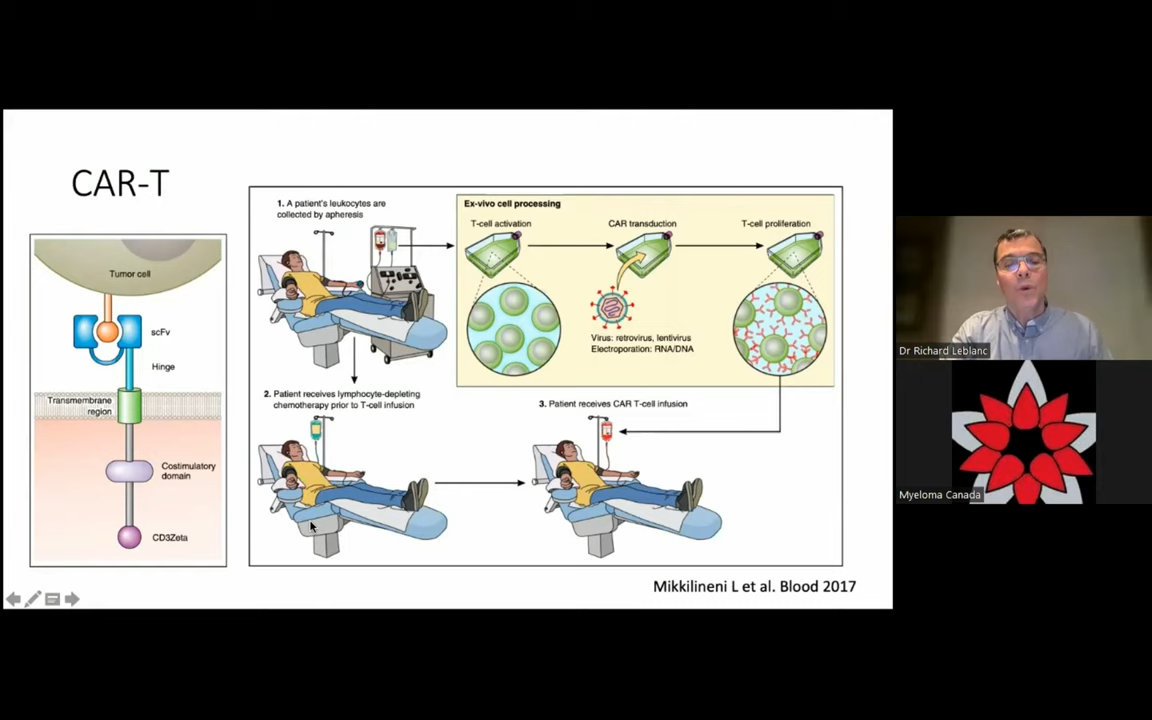 CAR-T
Tumor cell
scFv
Hinge
Transmembrane
region
Costimulatory
domain
CD3Zeta
1. A patient's leukocytes are
collected by apheresis
Ex-vivo cell processing
T-cell activation
CAR transduction
T-cell proliferation
Virus: retrovirus, lentivirus
Electroporation: RNA/DNA
2. Patient receives lymphocyte-depleting
chemotherapy prior to T-cell infusion
3. Patient receives CAR T-cell infusion
Mikkilineni L et al. Blood 2017
Dr Richard Leblanc
Myeloma Canada